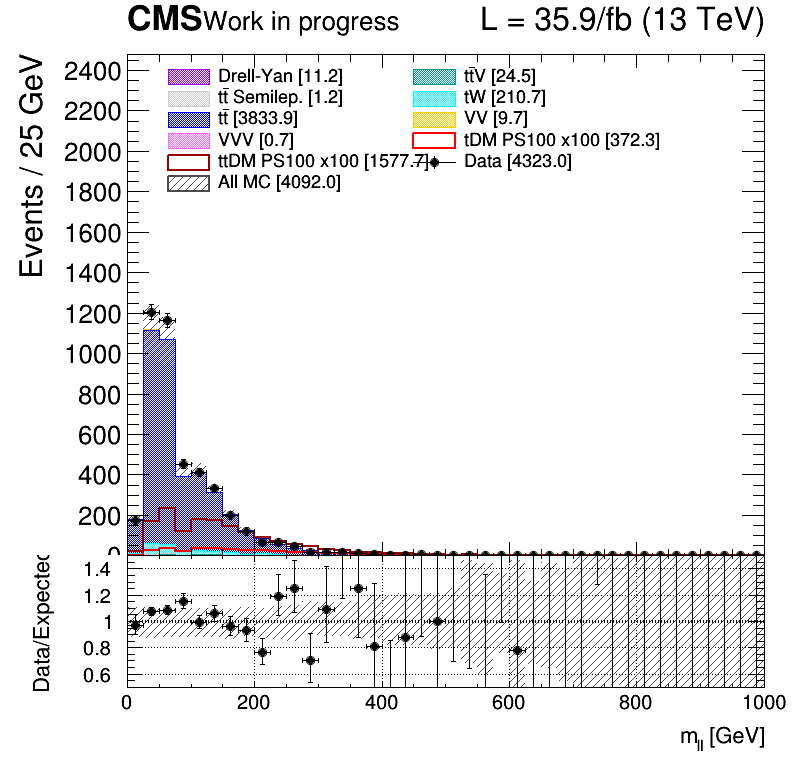 CMS Work in progress L = 35.9/fb (13 TeV)
Events / 25 GeV
2400
2200
2000
1800
1600
1400
1200
1000
800
600
400
200
0
Drell-Yan [11.2] tt̄V [24.5]
tt̄ Semilep. [1.2] tW [210.7]
tt̄ [3833.9] VV [9.7]
VVV [0.7] tDM PS100 x100 [372.3]
ttDM PS100 x100 [1577.7] Data [4323.0]
All MC [4092.0]
Data/Expected
1.4
1.2
1
0.8
0.6
0 200 400 600 800 1000
m_ll [GeV]